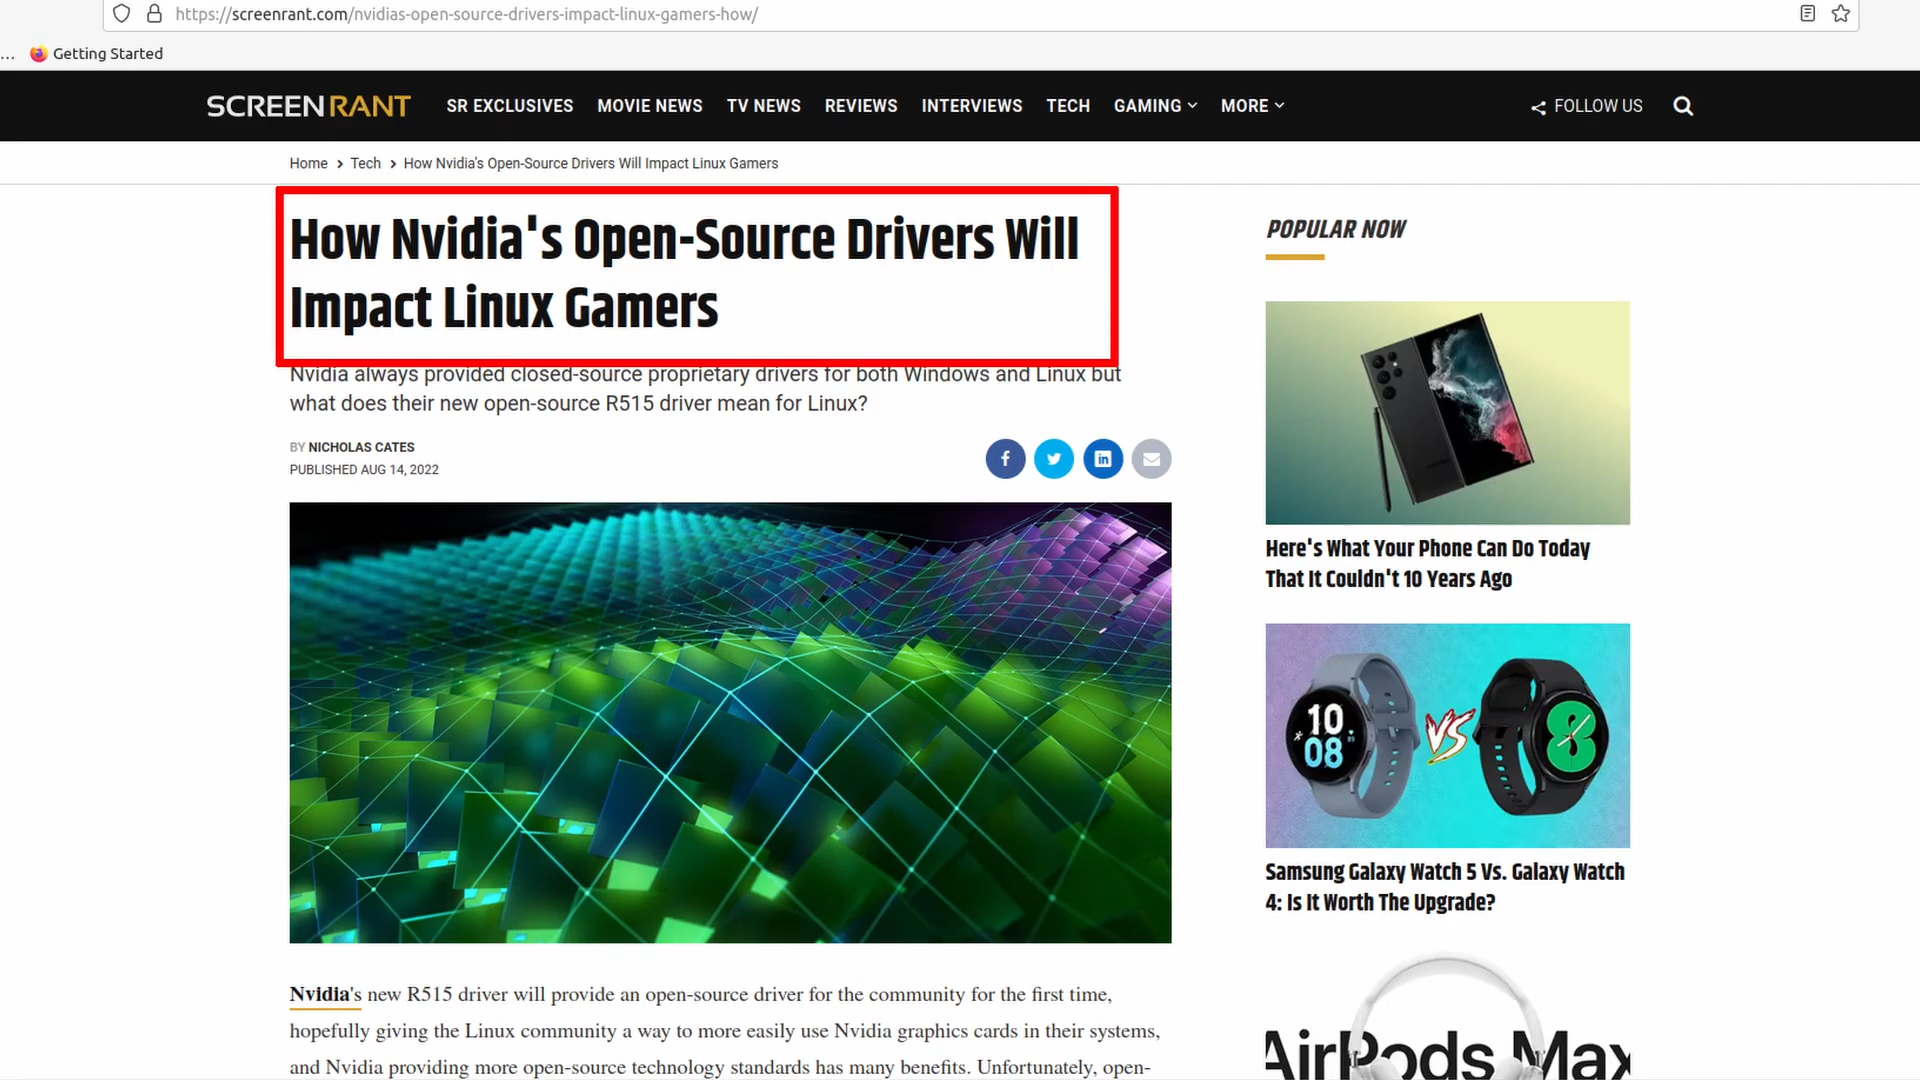 https://screenrant.com/nvidias-open-source-drivers-impact-linux-gamers-how/
... Getting Started
SCREENRANT SR EXCLUSIVES MOVIE NEWS TV NEWS REVIEWS INTERVIEWS TECH GAMING MORE FOLLOW US
Home > Tech > How Nvidia's Open-Source Drivers Will Impact Linux Gamers
How Nvidia's Open-Source Drivers Will
Impact Linux Gamers
Nvidia always provided closed-source proprietary drivers for both Windows and Linux but
what does their new open-source R515 driver mean for Linux?
BY NICHOLAS CATES
PUBLISHED AUG 14, 2022
Nvidia's new R515 driver will provide an open-source driver for the community for the first time,
hopefully giving the Linux community a way to more easily use Nvidia graphics cards in their systems,
and Nvidia providing more open-source technology standards has many benefits. Unfortunately, open-
POPULAR NOW
Here's What Your Phone Can Do Today
That It Couldn't 10 Years Ago
10
08
VS
Samsung Galaxy Watch 5 Vs. Galaxy Watch
4: Is It Worth The Upgrade?
AirPods Max